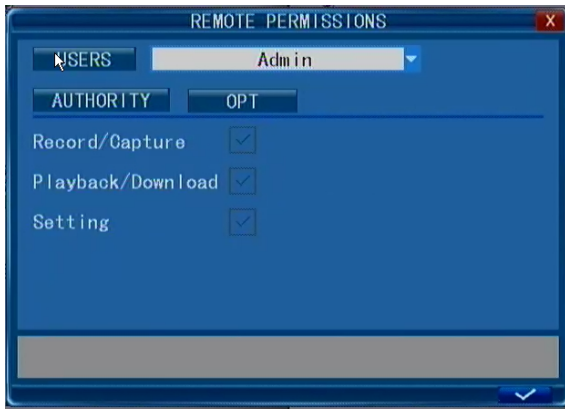 REMOTE PERMISSIONS X
USERS Admin
AUTHORITY OPT
Record/Capture
Playback/Download
Setting